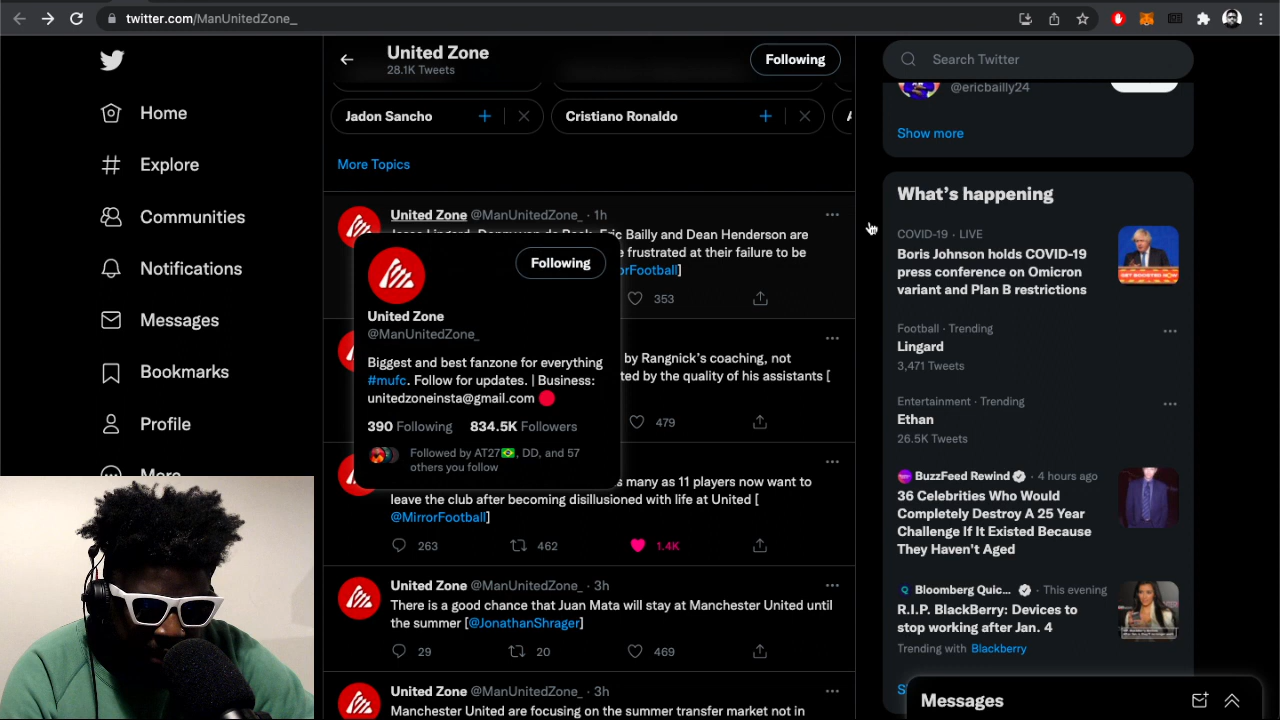 twitter.com/ManUnitedZone_
United Zone
28.1K Tweets
Following
Search Twitter
Home
Explore
Communities
Notifications
Messages
Bookmarks
Profile
More
Jadon Sancho
Cristiano Ronaldo
More Topics
United Zone @ManUnitedZone_ · 1h
Eric Bailly and Dean Henderson are
frustrated at their failure to be
353
United Zone
@ManUnitedZone_
Following
Biggest and best fanzone for everything
#mufc. Follow for updates. | Business:
unitedzoneinsta@gmail.com
390 Following 834.5K Followers
Followed by AT27🇧🇷, DD, and 57
others you follow
by Rangnick's coaching, not
by the quality of his assistants [
479
many as 11 players now want to
leave the club after becoming disillusioned with life at United [
@MirrorFootball]
263 462 1.4K
United Zone @ManUnitedZone_ · 3h
There is a good chance that Juan Mata will stay at Manchester United until
the summer [@JonathanShrager]
29 20 469
United Zone @ManUnitedZone_ · 3h
Manchester United are focusing on the summer transfer market not in
@ericbailly24
Show more
What's happening
COVID-19 · LIVE
Boris Johnson holds COVID-19
press conference on Omicron
variant and Plan B restrictions
Football · Trending
Lingard
3,471 Tweets
Entertainment · Trending
Ethan
26.5K Tweets
BuzzFeed Rewind · 4 hours ago
36 Celebrities Who Would
Completely Destroy A 25 Year
Challenge If It Existed Because
They Haven't Aged
Bloomberg Quic... · This evening
R.I.P. BlackBerry: Devices to
stop working after Jan. 4
Trending with BlackBerry
Messages